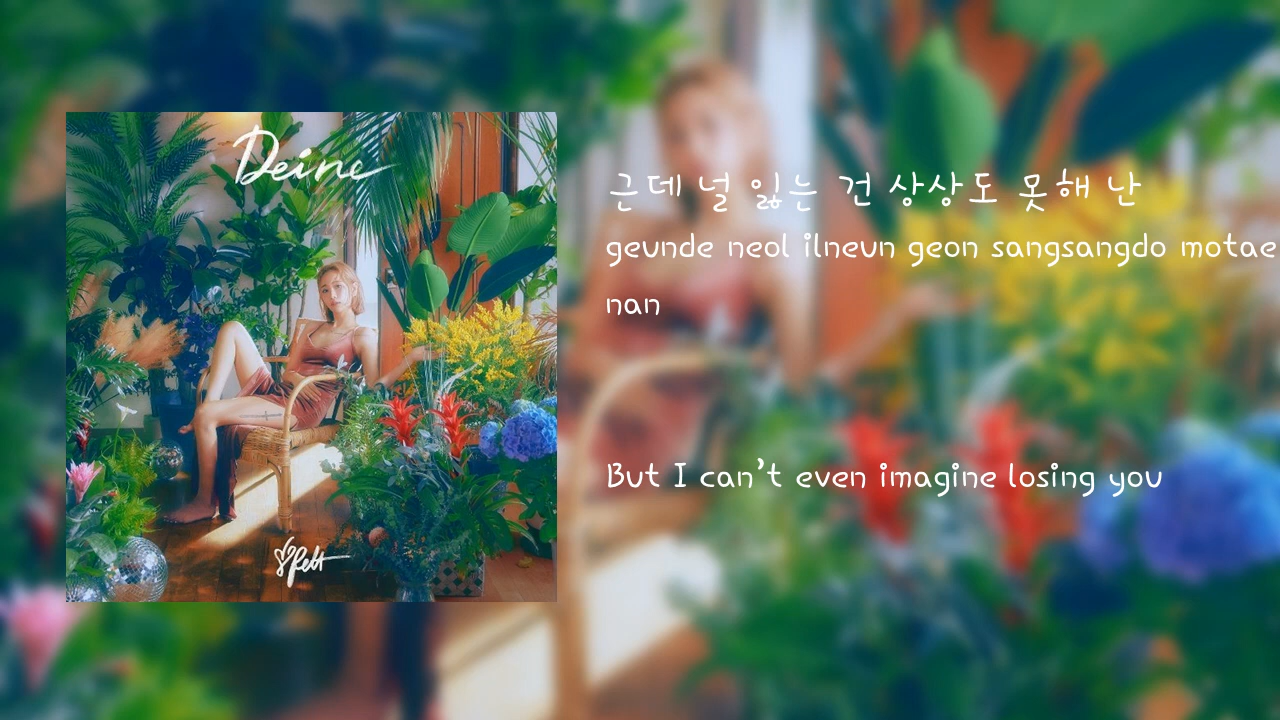 Deine
근데 널 잃는 건 상상도 못해 난
geunde neol ilneun geon sangsangdo motae
nan
But I can't even imagine losing you